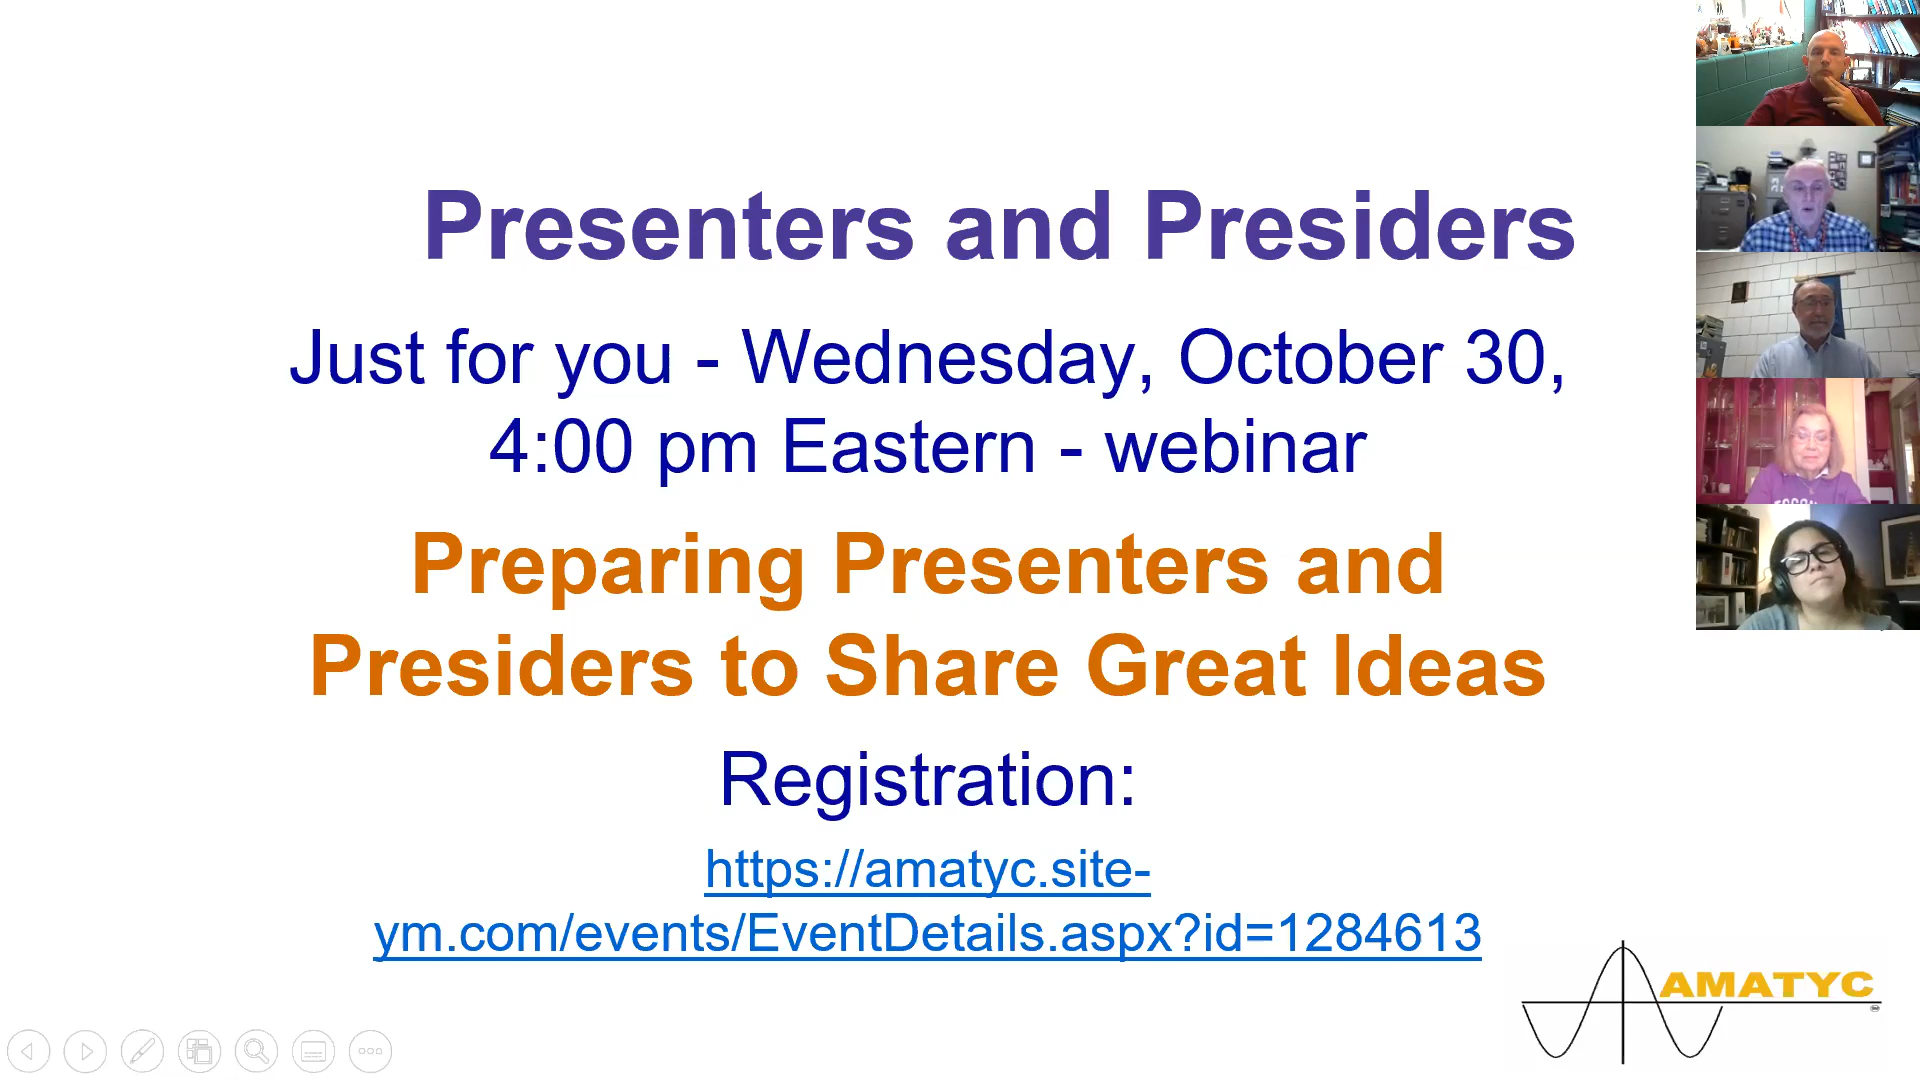 Presenters and Presiders
Just for you - Wednesday, October 30,
4:00 pm Eastern - webinar
Preparing Presenters and
Presiders to Share Great Ideas
Registration:
https://amatyc.site-
ym.com/events/EventDetails.aspx?id=1284613
AMATYC